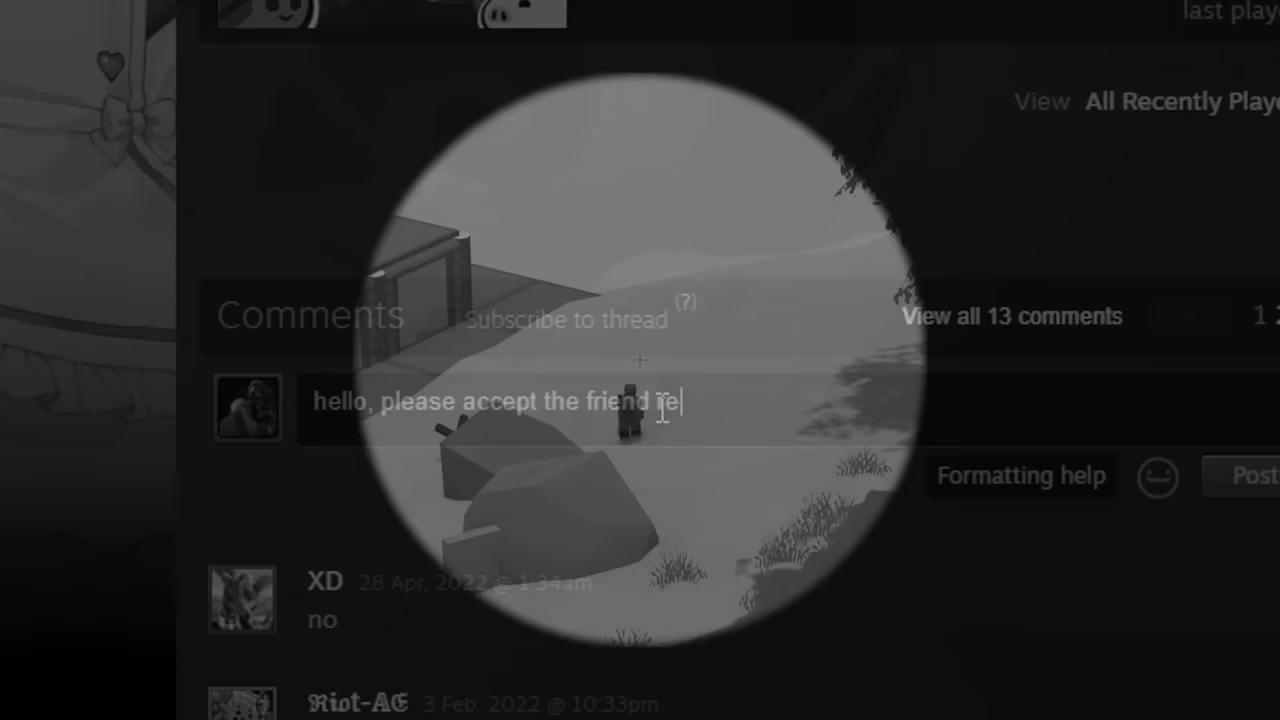 last play
View All Recently Playe
Comments Subscribe to thread (?) View all 13 comments < 1 2
hello, please accept the friend re
Formatting help Post
XD 28 Apr, 2022 @ 1:34am
no
𝕽iot-𝕬𝕰 3 Feb, 2022 @ 10:33pm